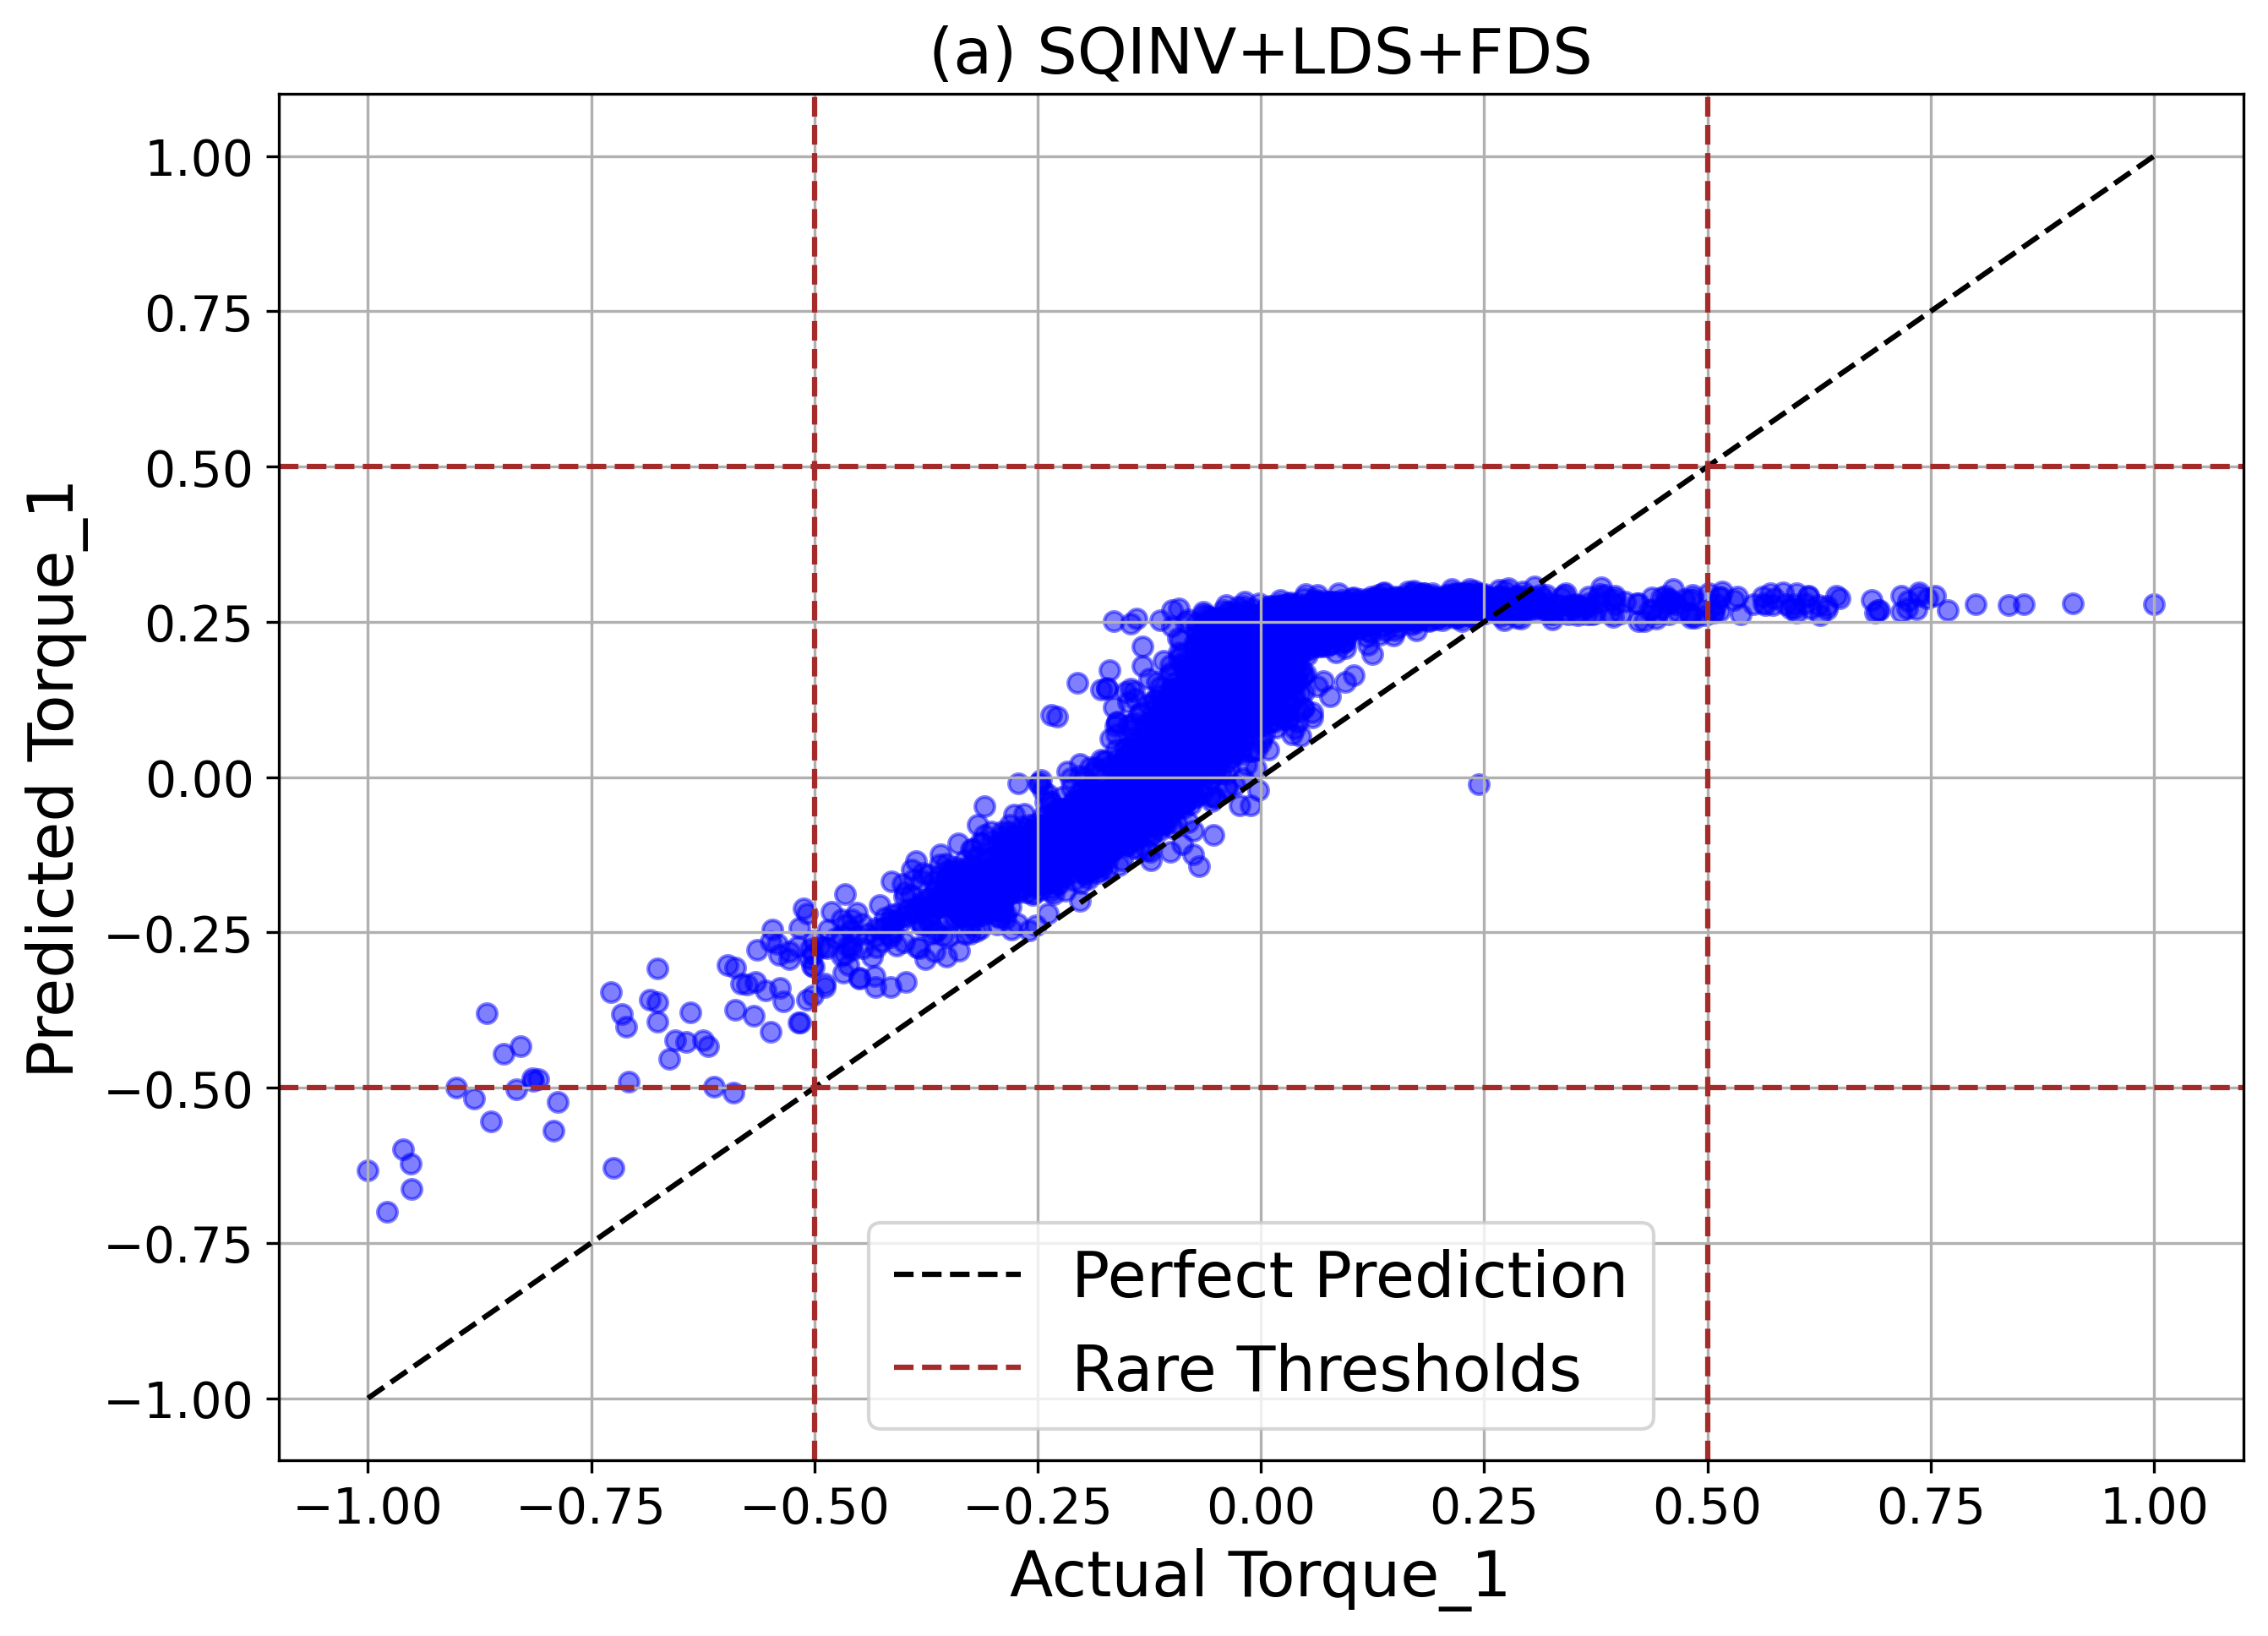 (a) SQINV+LDS+FDS
1.00
0.75
0.50
0.25
0.00
−0.25
−0.50
−0.75
−1.00
Predicted Torque_1
Perfect Prediction
Rare Thresholds
−1.00 −0.75 −0.50 −0.25 0.00 0.25 0.50 0.75 1.00
Actual Torque_1